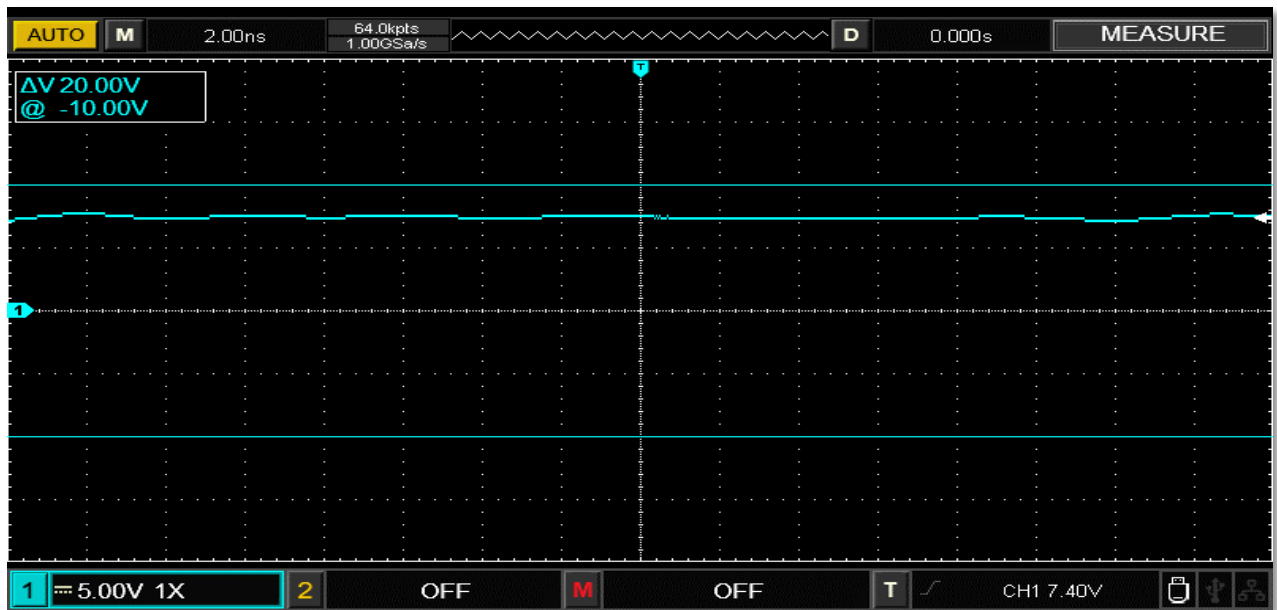 AUTO M 2.00ns 64.0kpts D 0.000s MEASURE
1.00GSa/s
T
ΔV 20.00V
@ -10.00V
1
1 5.00V 1X 2 OFF M OFF T CH1 7.40V